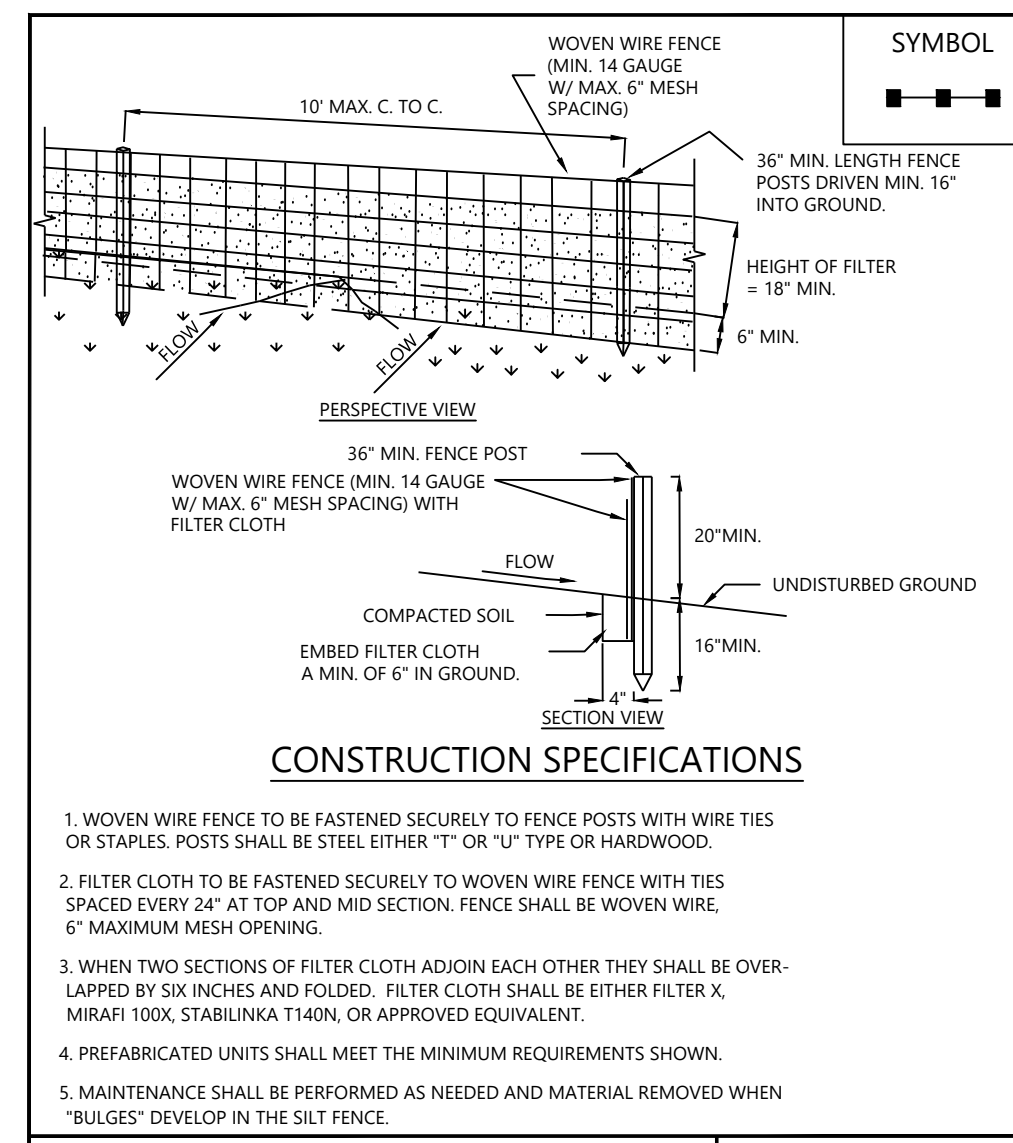 SYMBOL
WOVEN WIRE FENCE
(MIN. 14 GAUGE
W/ MAX. 6" MESH
SPACING)
10' MAX. C. TO C.
36" MIN. LENGTH FENCE
POSTS DRIVEN MIN. 16"
INTO GROUND.
HEIGHT OF FILTER
= 18" MIN.
6" MIN.
FLOW
FLOW
PERSPECTIVE VIEW
36" MIN. FENCE POST
WOVEN WIRE FENCE (MIN. 14 GAUGE
W/ MAX. 6" MESH SPACING) WITH
FILTER CLOTH
20"MIN.
FLOW
UNDISTURBED GROUND
COMPACTED SOIL
EMBED FILTER CLOTH
A MIN. OF 6" IN GROUND.
16"MIN.
4"
SECTION VIEW
CONSTRUCTION SPECIFICATIONS
1. WOVEN WIRE FENCE TO BE FASTENED SECURELY TO FENCE POSTS WITH WIRE TIES
OR STAPLES. POSTS SHALL BE STEEL EITHER "T" OR "U" TYPE OR HARDWOOD.
2. FILTER CLOTH TO BE FASTENED SECURELY TO WOVEN WIRE FENCE WITH TIES
SPACED EVERY 24" AT TOP AND MID SECTION. FENCE SHALL BE WOVEN WIRE,
6" MAXIMUM MESH OPENING.
3. WHEN TWO SECTIONS OF FILTER CLOTH ADJOIN EACH OTHER THEY SHALL BE OVER-
LAPPED BY SIX INCHES AND FOLDED. FILTER CLOTH SHALL BE EITHER FILTER X,
MIRAFI 100X, STABILINKA T140N, OR APPROVED EQUIVALENT.
4. PREFABRICATED UNITS SHALL MEET THE MINIMUM REQUIREMENTS SHOWN.
5. MAINTENANCE SHALL BE PERFORMED AS NEEDED AND MATERIAL REMOVED WHEN
"BULGES" DEVELOP IN THE SILT FENCE.